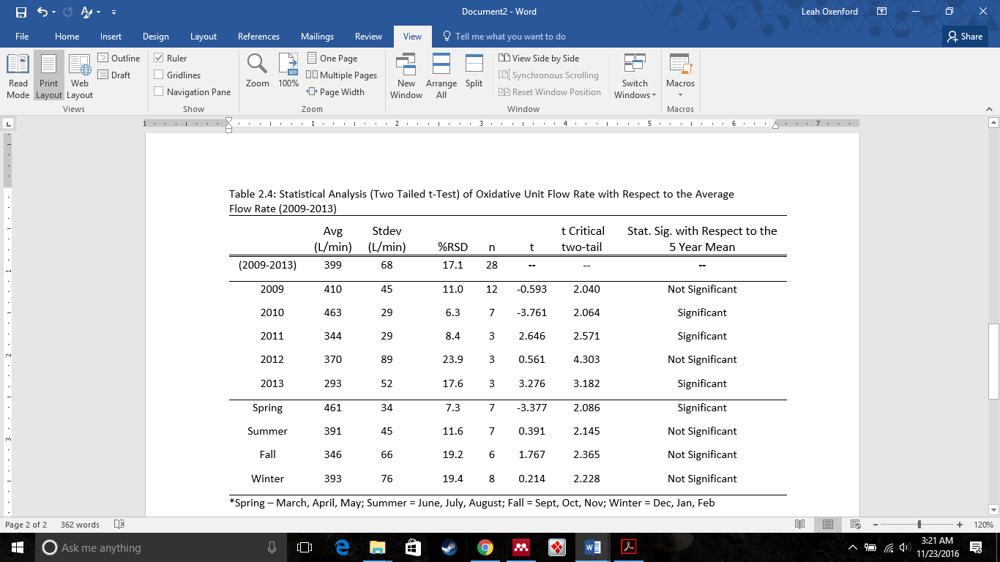 Document2 - Word
Leah Oxenford
File Home Insert Design Layout References Mailings Review View Tell me what you want to do Share
Read Mode
Print Layout
Web Layout
Outline
Draft
Views
Ruler
Gridlines
Navigation Pane
Show
Zoom
100
100%
One Page
Multiple Pages
Page Width
Zoom
New Window
Arrange All
Split
View Side by Side
Synchronous Scrolling
Reset Window Position
Window
Switch Windows
Macros
Macros
L
1 1 2 3 4 5 6 7
1
2
3
Table 2.4: Statistical Analysis (Two Tailed t-Test) of Oxidative Unit Flow Rate with Respect to the Average
Flow Rate (2009-2013)
Avg Stdev t Critical Stat. Sig. with Respect to the
(L/min) (L/min) %RSD n t two-tail 5 Year Mean
(2009-2013) 399 68 17.1 28 -- -- --
2009 410 45 11.0 12 -0.593 2.040 Not Significant
2010 463 29 6.3 7 -3.761 2.064 Significant
2011 344 29 8.4 3 2.646 2.571 Significant
2012 370 89 23.9 3 0.561 4.303 Not Significant
2013 293 52 17.6 3 3.276 3.182 Significant
Spring 461 34 7.3 7 -3.377 2.086 Significant
Summer 391 45 11.6 7 0.391 2.145 Not Significant
Fall 346 66 19.2 6 1.767 2.365 Not Significant
Winter 393 76 19.4 8 0.214 2.228 Not Significant
*Spring – March, April, May; Summer = June, July, August; Fall = Sept, Oct, Nov; Winter = Dec, Jan, Feb
Page 2 of 2 362 words 120%
Ask me anything
3:21 AM
11/23/2016